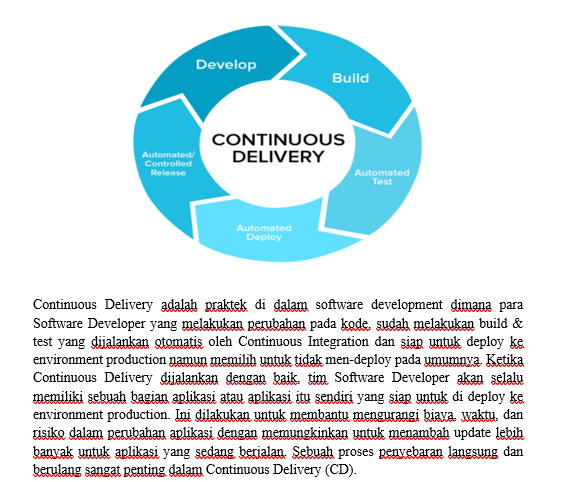 Develop
Build
CONTINUOUS
DELIVERY
Automated/
Controlled
Release
Automated
Test
Automated
Deploy
Continuous Delivery adalah praktek di dalam software development dimana para
Software Developer yang melakukan perubahan pada kode, sudah melakukan build &
test yang dijalankan otomatis oleh Continuous Integration dan siap untuk deploy ke
environment production namun memilih untuk tidak men-deploy pada umumnya. Ketika
Continuous Delivery dijalankan dengan baik, tim Software Developer akan selalu
memiliki sebuah bagian aplikasi atau aplikasi itu sendiri yang siap untuk di deploy ke
environment production. Ini dilakukan untuk membantu mengurangi biaya, waktu, dan
risiko dalam perubahan aplikasi dengan memungkinkan untuk menambah update lebih
banyak untuk aplikasi yang sedang berjalan. Sebuah proses penyebaran langsung dan
berulang sangat penting dalam Continuous Delivery (CD).